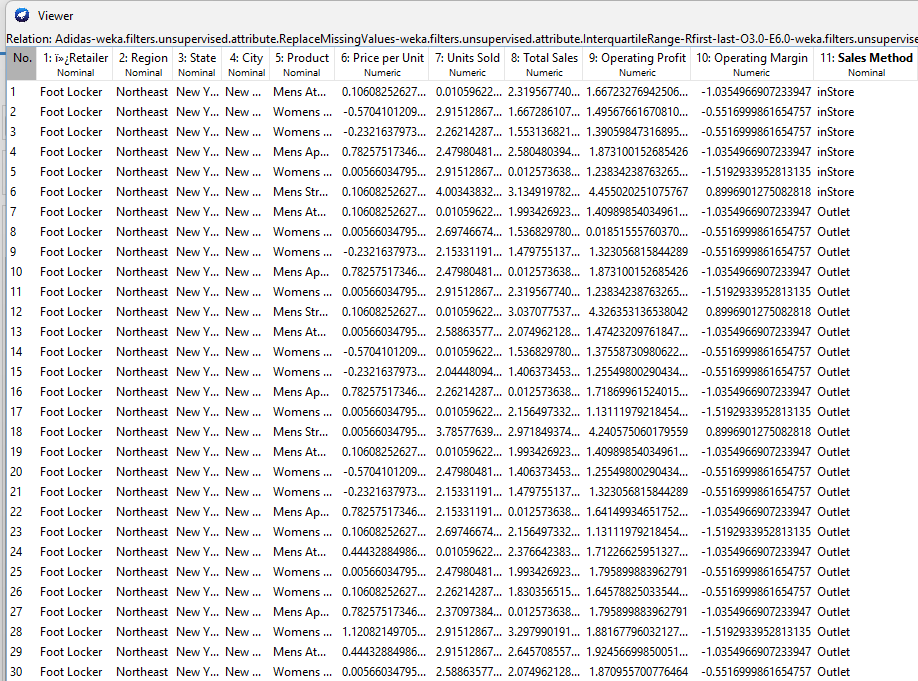 Viewer
Relation: Adidas-weka.filters.unsupervised.attribute.ReplaceMissingValues-weka.filters.unsupervised.attribute.InterquartileRange-Rfirst-last-O3.0-E6.0-weka.filters.unsupervised
No. 1: ï»¿Retailer 2: Region 3: State 4: City 5: Product 6: Price per Unit 7: Units Sold 8: Total Sales 9: Operating Profit 10: Operating Margin 11: Sales Method
Nominal Nominal Nominal Nominal Nominal Numeric Numeric Numeric Numeric Numeric Nominal
1 Foot Locker Northeast New Y... New ... Mens At... 0.10608252627... 0.01059622... 2.319567740... 1.66723276942506... -1.0354966907233947 inStore
2 Foot Locker Northeast New Y... New ... Womens ... -0.5704101209... 2.91512867... 1.667286107... 1.49567661670810... -0.5516999861654757 inStore
3 Foot Locker Northeast New Y... New ... Womens ... -0.2321637973... 2.26214287... 1.553136821... 1.39059847316895... -0.5516999861654757 inStore
4 Foot Locker Northeast New Y... New ... Mens Ap... 0.78257517346... 2.47980481... 2.580480394... 1.873100152685426 -1.0354966907233947 inStore
5 Foot Locker Northeast New Y... New ... Womens ... 0.00566034795... 2.91512867... 0.012573638... 1.23834238763265... -1.5192933952813135 inStore
6 Foot Locker Northeast New Y... New ... Mens Str... 0.10608252627... 4.00343832... 3.134919782... 4.455020251075767 0.8996901275082818 inStore
7 Foot Locker Northeast New Y... New ... Mens At... 0.10608252627... 0.01059622... 1.993426923... 1.40989854034961... -1.0354966907233947 Outlet
8 Foot Locker Northeast New Y... New ... Womens ... 0.00566034795... 2.69746674... 1.536829780... 0.01851555760370... -0.5516999861654757 Outlet
9 Foot Locker Northeast New Y... New ... Womens ... -0.2321637973... 2.15331191... 1.479755137... 1.323056815844289 -0.5516999861654757 Outlet
10 Foot Locker Northeast New Y... New ... Mens Ap... 0.78257517346... 2.47980481... 0.012573638... 1.873100152685426 -1.0354966907233947 Outlet
11 Foot Locker Northeast New Y... New ... Womens ... 0.00566034795... 2.91512867... 2.319567740... 1.23834238763265... -1.5192933952813135 Outlet
12 Foot Locker Northeast New Y... New ... Mens Str... 0.10608252627... 0.01059622... 3.037077537... 4.326353136538042 0.8996901275082818 Outlet
13 Foot Locker Northeast New Y... New ... Mens At... 0.00566034795... 2.58863577... 2.074962128... 1.47423209761847... -1.0354966907233947 Outlet
14 Foot Locker Northeast New Y... New ... Womens ... -0.5704101209... 0.01059622... 1.536829780... 1.37558730980622... -0.5516999861654757 Outlet
15 Foot Locker Northeast New Y... New ... Womens ... -0.2321637973... 2.04448094... 1.406373453... 1.25549800290434... -0.5516999861654757 Outlet
16 Foot Locker Northeast New Y... New ... Mens Ap... 0.78257517346... 2.26214287... 0.012573638... 1.71869961524015... -1.0354966907233947 Outlet
17 Foot Locker Northeast New Y... New ... Womens ... 0.00566034795... 0.01059622... 2.156497332... 1.13111979218454... -1.5192933952813135 Outlet
18 Foot Locker Northeast New Y... New ... Mens Str... 0.00566034795... 3.78577639... 2.971849374... 4.240575060179559 0.8996901275082818 Outlet
19 Foot Locker Northeast New Y... New ... Mens At... 0.10608252627... 0.01059622... 1.993426923... 1.40989854034961... -1.0354966907233947 Outlet
20 Foot Locker Northeast New Y... New ... Womens ... -0.5704101209... 2.47980481... 1.406373453... 1.25549800290434... -0.5516999861654757 Outlet
21 Foot Locker Northeast New Y... New ... Womens ... -0.2321637973... 2.15331191... 1.479755137... 1.323056815844289 -0.5516999861654757 Outlet
22 Foot Locker Northeast New Y... New ... Mens Ap... 0.78257517346... 2.15331191... 0.012573638... 1.64149934651752... -1.0354966907233947 Outlet
23 Foot Locker Northeast New Y... New ... Womens ... 0.10608252627... 2.69746674... 2.156497332... 1.13111979218454... -1.5192933952813135 Outlet
24 Foot Locker Northeast New Y... New ... Mens At... 0.44432884986... 0.01059622... 2.376642383... 1.71226625951327... -1.0354966907233947 Outlet
25 Foot Locker Northeast New Y... New ... Womens ... 0.00566034795... 2.47980481... 1.993426923... 1.795899883962791 -0.5516999861654757 Outlet
26 Foot Locker Northeast New Y... New ... Womens ... 0.10608252627... 2.26214287... 1.830356515... 1.64578825033544... -0.5516999861654757 Outlet
27 Foot Locker Northeast New Y... New ... Mens Ap... 0.78257517346... 2.37097384... 0.012573638... 1.795899883962791 -1.0354966907233947 Outlet
28 Foot Locker Northeast New Y... New ... Womens ... 1.12082149705... 2.91512867... 3.297990191... 1.88167796032127... -1.5192933952813135 Outlet
29 Foot Locker Northeast New Y... New ... Mens At... 0.44432884986... 2.91512867... 2.645708557... 1.92456699850051... -1.0354966907233947 Outlet
30 Foot Locker Northeast New Y... New ... Womens ... 0.00566034795... 2.58863577... 2.074962128... 1.870955700776464 -0.5516999861654757 Outlet